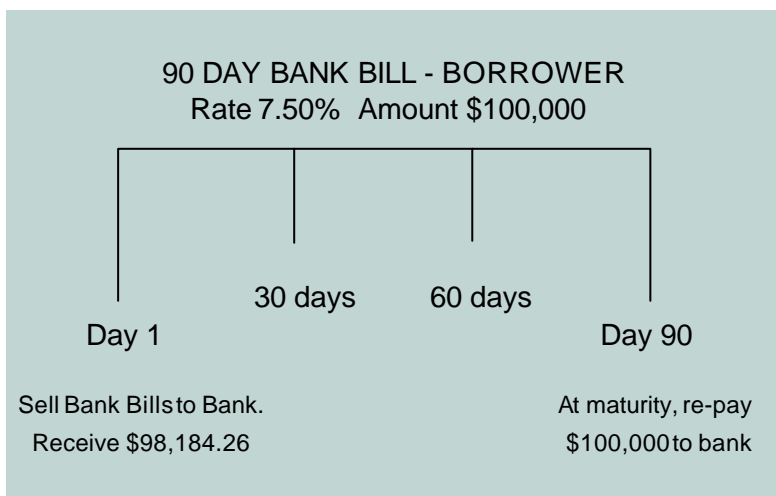 90 DAY BANK BILL - BORROWER
Rate 7.50% Amount $100,000
30 days
60 days
Day 1
Day 90
Sell Bank Bills to Bank.
Receive $98,184.26
At maturity, re-pay
$100,000 to bank